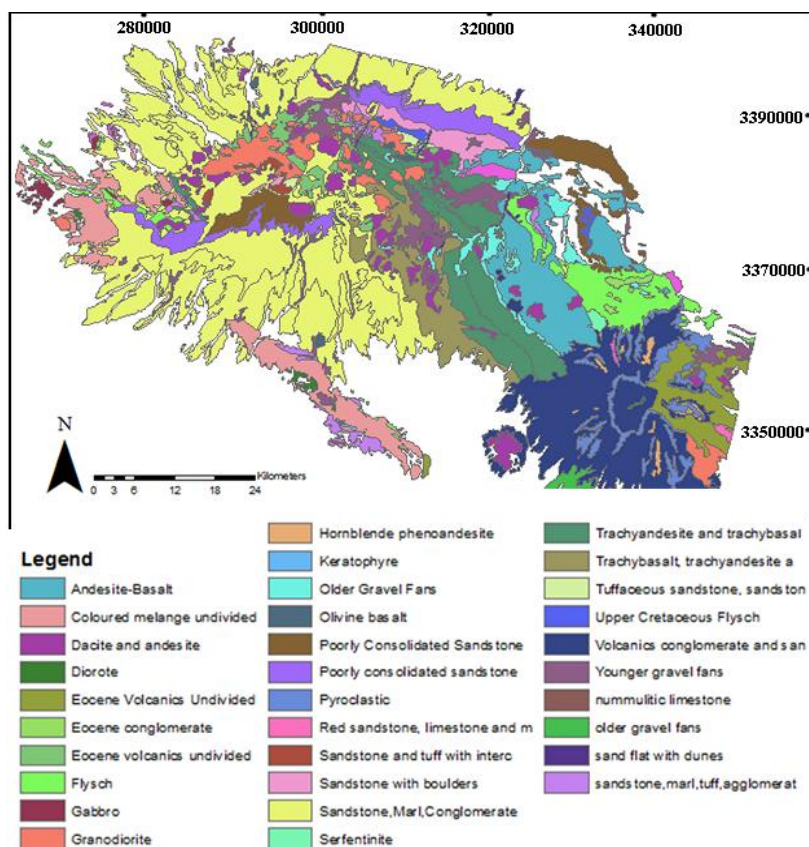 280000 300000 320000 340000
3390000
3370000
3350000
N
Kilometers
0 3 6 12 18 24
Legend
Andesite-Basalt
Coloured melange undivided
Dacite and andesite
Diorote
Eocene Volcanics Undivided
Eocene conglomerate
Eocene volcanics undivided
Flysch
Gabbro
Granodiorite
Hornblende phenoandesite
Keratophyre
Older Gravel Fans
Olivine basalt
Poorly Consolidated Sandstone
Poorly consolidated sandstone
Pyroclastic
Red sandstone, limestone and m
Sandstone and tuff with interc
Sandstone with boulders
Sandstone,Marl,Conglomerate
Serfentinite
Trachyandesite and trachybasal
Trachybasalt, trachyandesite a
Tuffaceous sandstone, sandston
Upper Cretaceous Flysch
Volcanics conglomerate and san
Younger gravel fans
nummulitic limestone
older gravel fans
sand flat with dunes
sandstone,marl,tuff,agglomerat